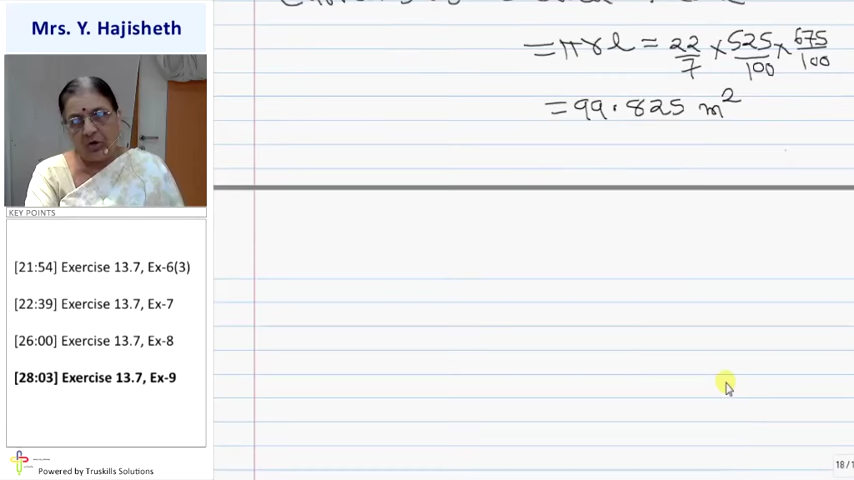 Mrs. Y. Hajisheth
= πrl = 22/7 × 525/100 × 675/100
= 99.825 m²
KEY POINTS
[21:54] Exercise 13.7, Ex-6(3)
[22:39] Exercise 13.7, Ex-7
[26:00] Exercise 13.7, Ex-8
[28:03] Exercise 13.7, Ex-9
Powered by Truskills Solutions
18/1